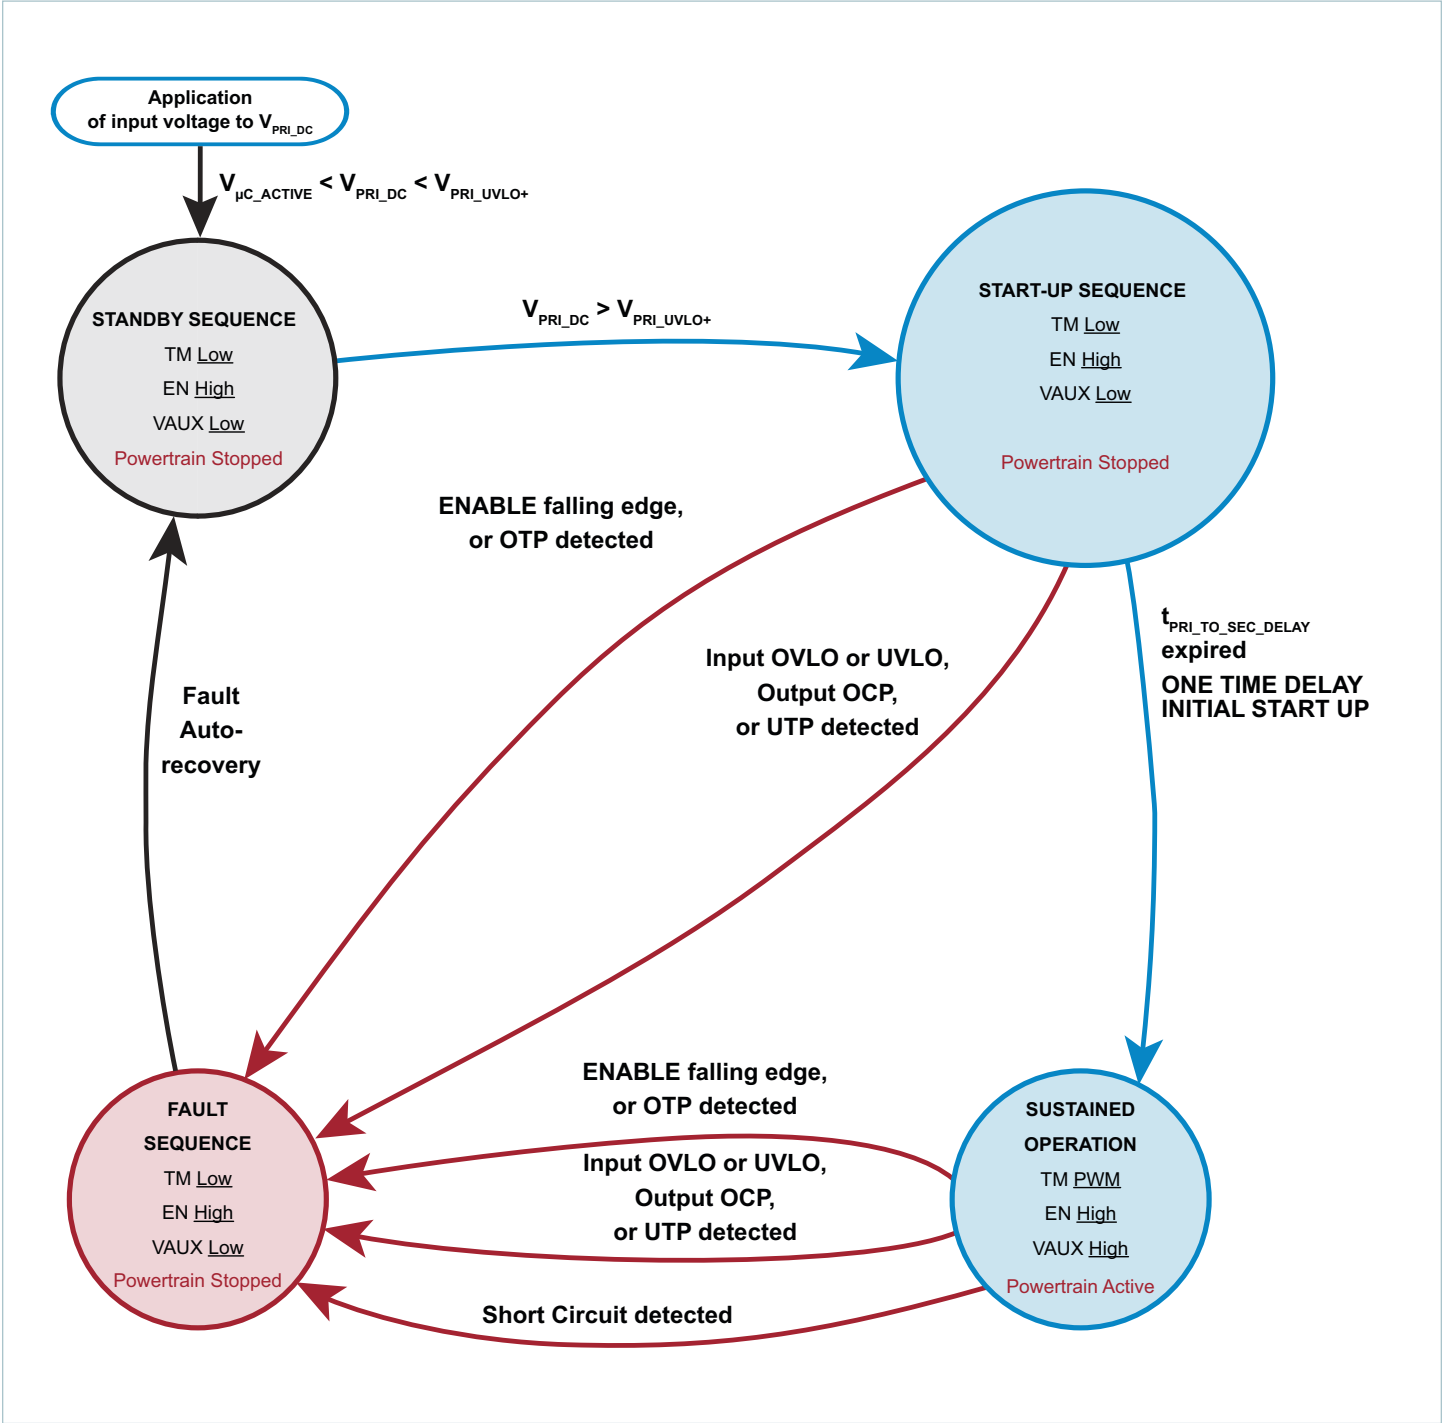 Application
of input voltage to VPRI_DC
VµC_ACTIVE < VPRI_DC < VPRI_UVLO+
STANDBY SEQUENCE
TM Low
EN High
VAUX Low
Powertrain Stopped
VPRI_DC > VPRI_UVLO+
START-UP SEQUENCE
TM Low
EN High
VAUX Low
Powertrain Stopped
ENABLE falling edge,
or OTP detected
Input OVLO or UVLO,
Output OCP,
or UTP detected
tPRI_TO_SEC_DELAY
expired
ONE TIME DELAY
INITIAL START UP
Fault
Auto-
recovery
FAULT
SEQUENCE
TM Low
EN High
VAUX Low
Powertrain Stopped
ENABLE falling edge,
or OTP detected
Input OVLO or UVLO,
Output OCP,
or UTP detected
Short Circuit detected
SUSTAINED
OPERATION
TM PWM
EN High
VAUX High
Powertrain Active